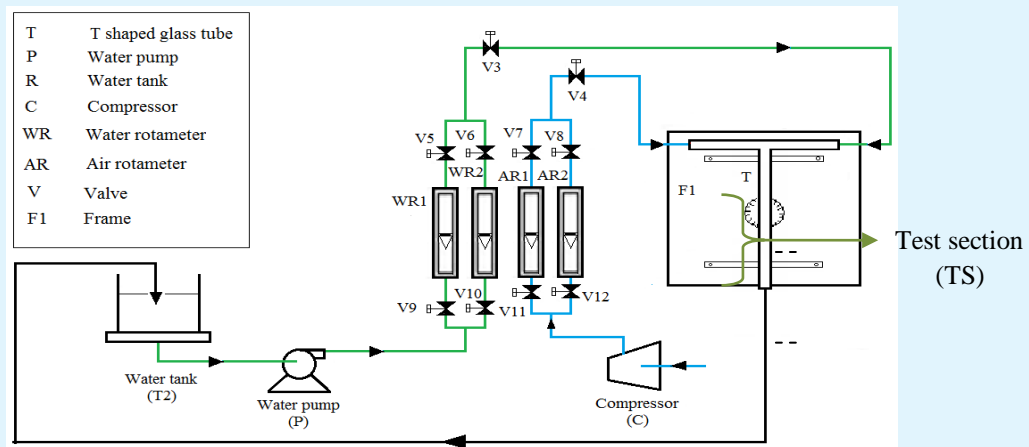 T T shaped glass tube
P Water pump
R Water tank
C Compressor
WR Water rotameter
AR Air rotameter
V Valve
F1 Frame
V3
V4
V5
V6
V7
V8
WR2
AR1
AR2
WR1
F1
T
Test section
(TS)
V9
V10
V11
V12
Water tank
(T2)
Water pump
(P)
Compressor
(C)